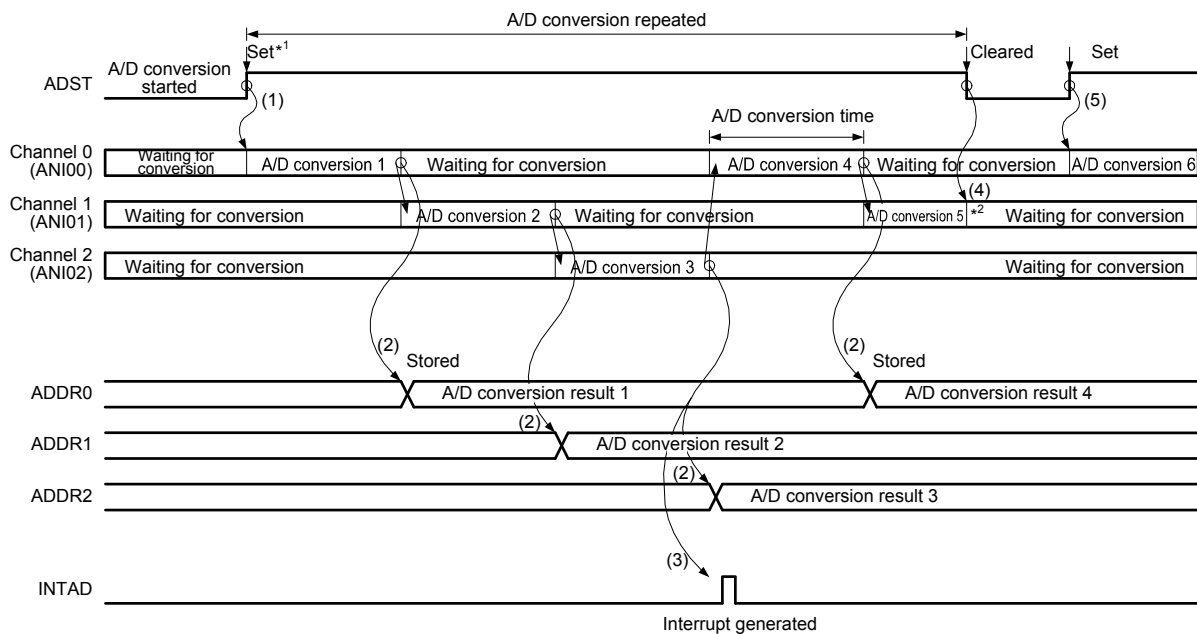 A/D conversion repeated
Set*1
Cleared
Set
ADST
A/D conversion
started
(1)
(5)
A/D conversion time
Channel 0
(ANI00)
Waiting for
conversion
A/D conversion 1
Waiting for conversion
A/D conversion 4
Waiting for conversion
A/D conversion 6
(4)
Channel 1
(ANI01)
Waiting for conversion
A/D conversion 2
Waiting for conversion
A/D conversion 5
*2
Waiting for conversion
Channel 2
(ANI02)
Waiting for conversion
A/D conversion 3
Waiting for conversion
(2)
Stored
(2)
Stored
ADDR0
A/D conversion result 1
A/D conversion result 4
(2)
ADDR1
A/D conversion result 2
(2)
ADDR2
A/D conversion result 3
(3)
INTAD
Interrupt generated